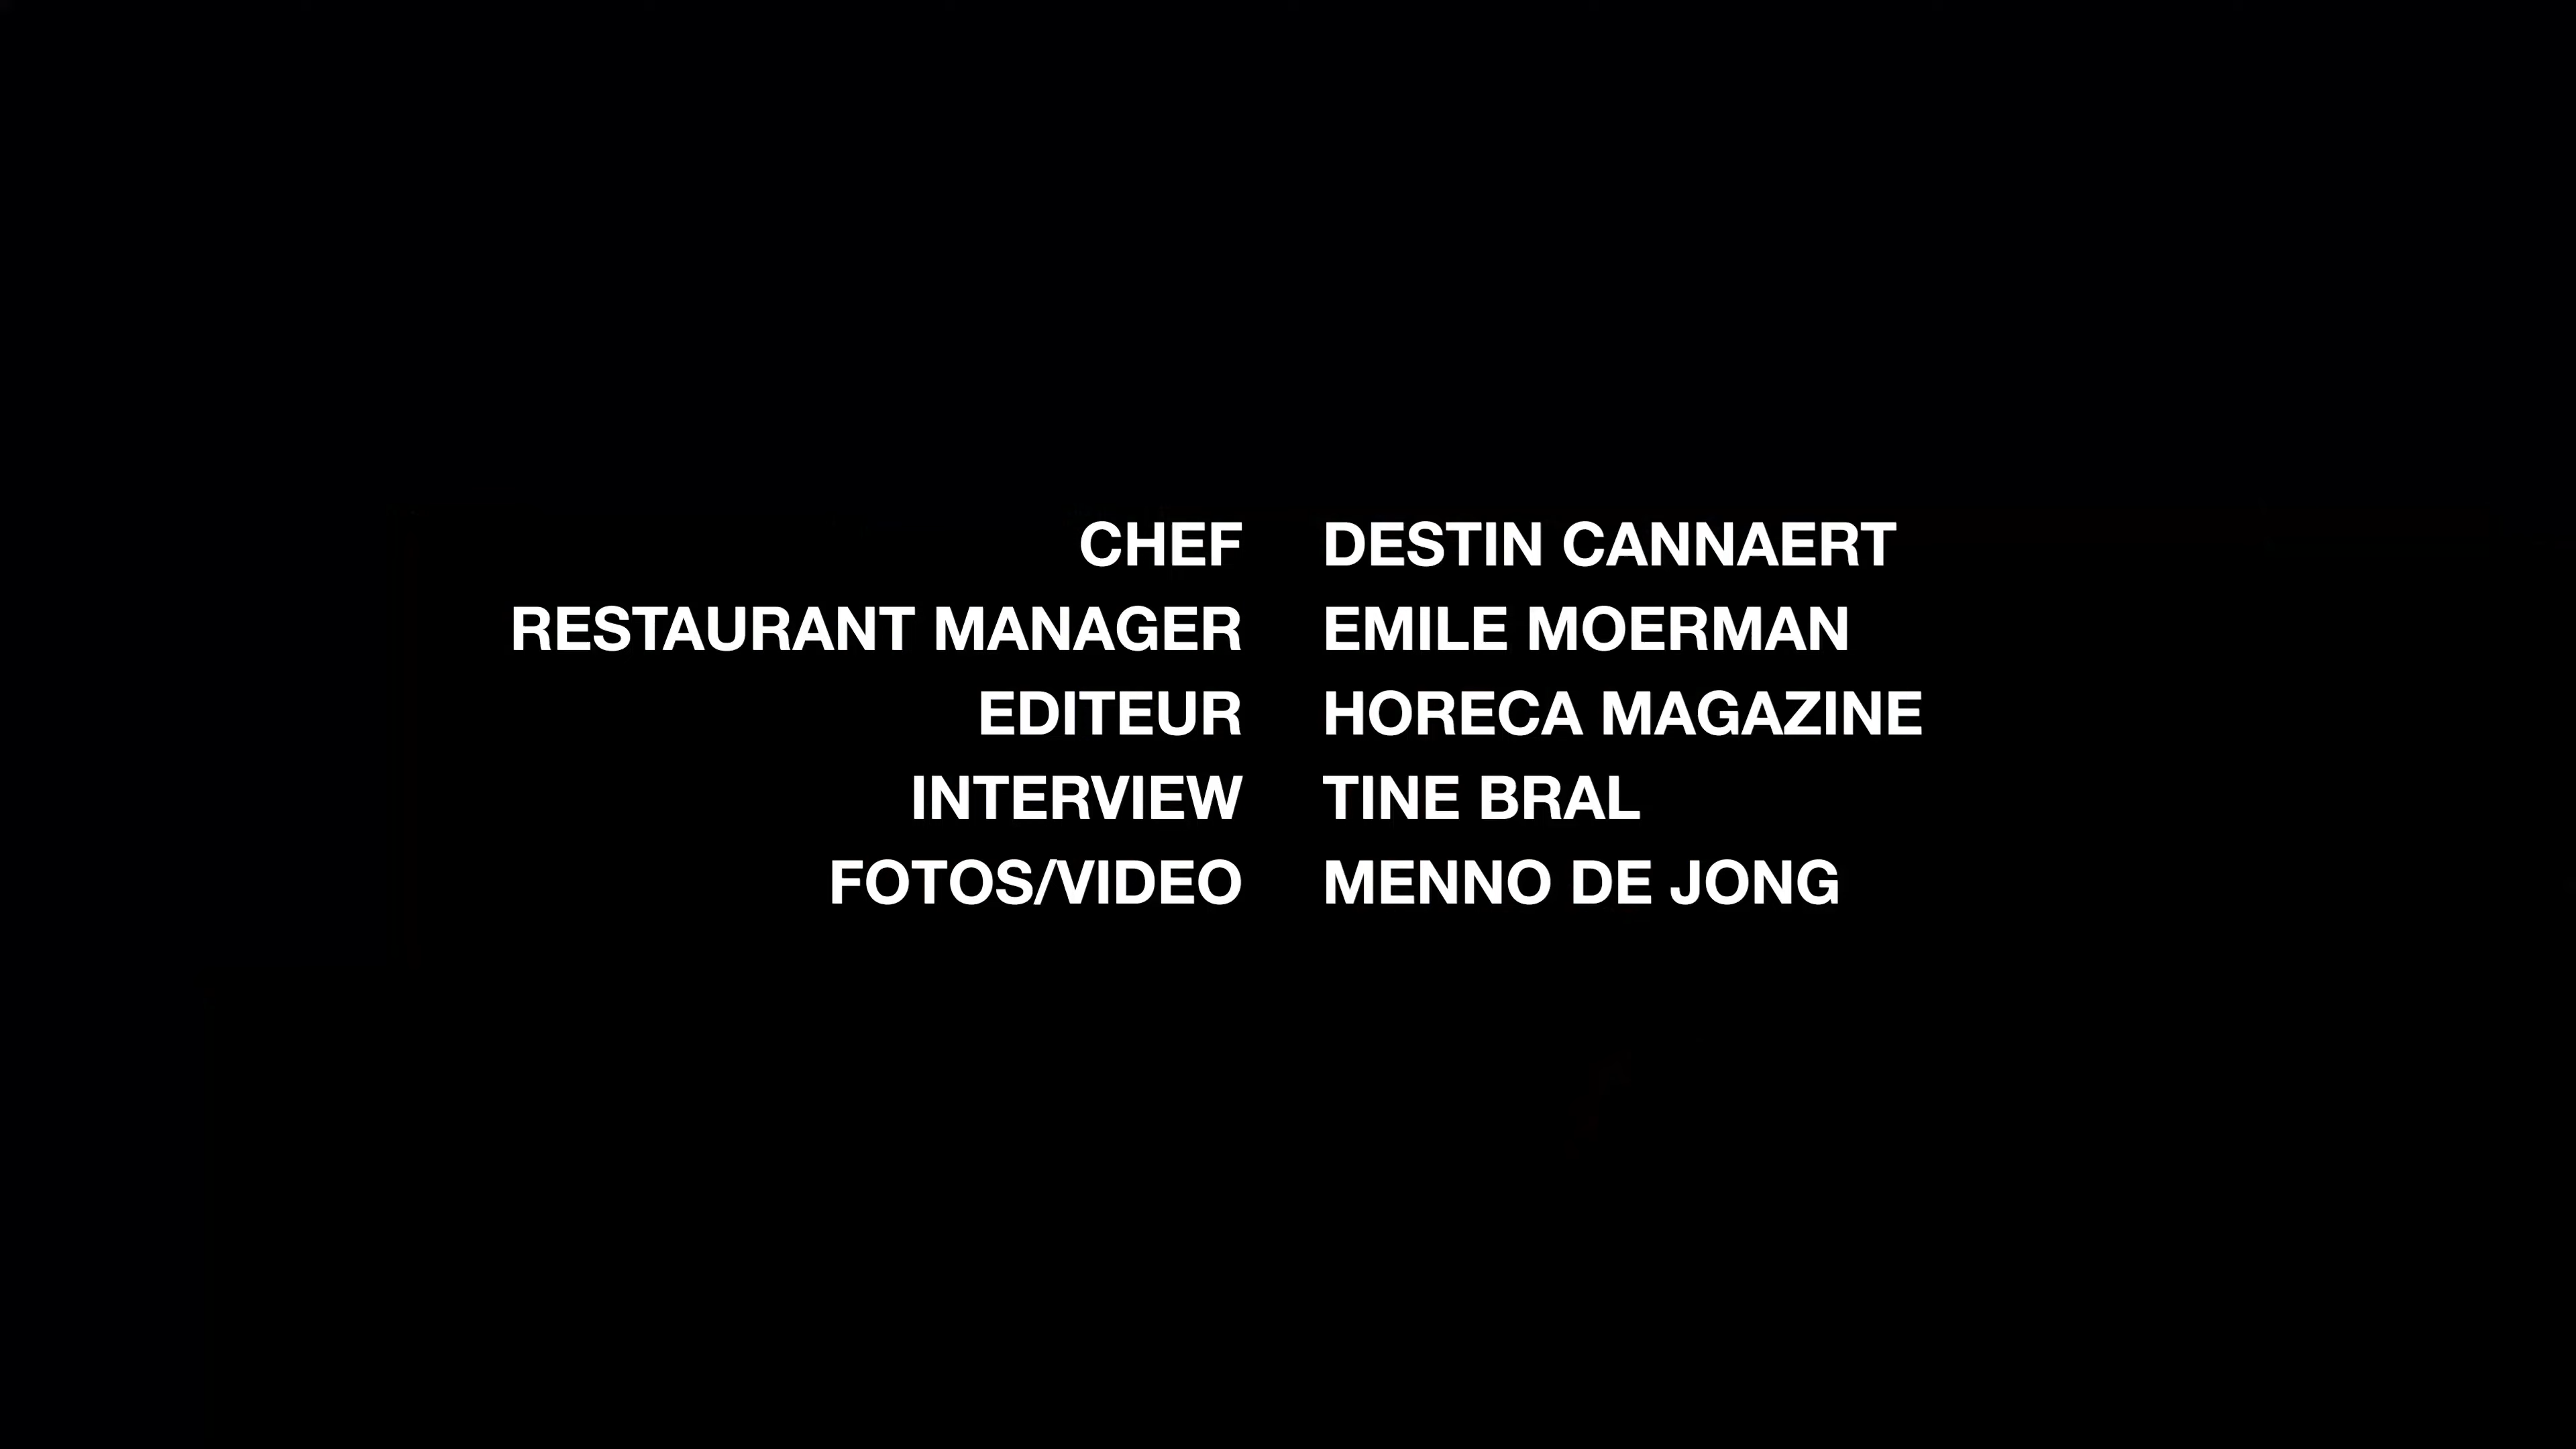 CHEF DESTIN CANNAERT
RESTAURANT MANAGER EMILE MOERMAN
EDITEUR HORECA MAGAZINE
INTERVIEW TINE BRAL
FOTOS/VIDEO MENNO DE JONG